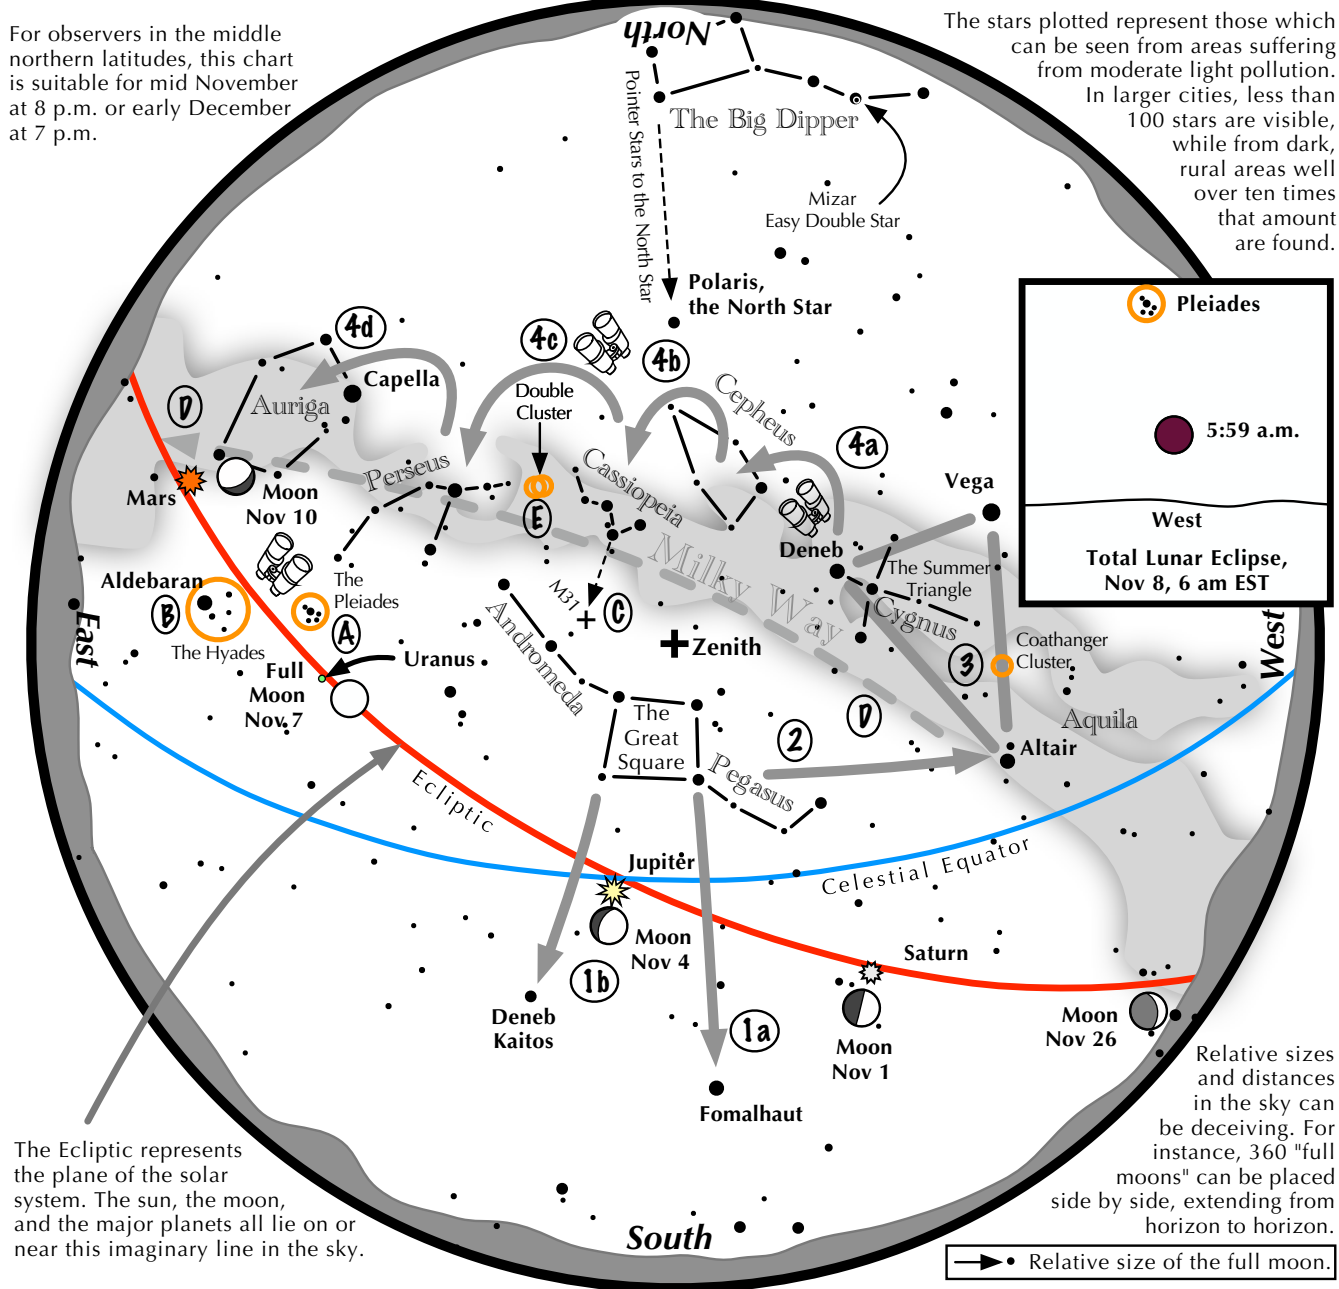 For observers in the middle
northern latitudes, this chart
is suitable for mid November
at 8 p.m. or early December
at 7 p.m.
The stars plotted represent those which
can be seen from areas suffering
from moderate light pollution.
In larger cities, less than
100 stars are visible,
while from dark,
rural areas well
over ten times
that amount
are found.
North
The Big Dipper
Pointer Stars to the North Star
Mizar
Easy Double Star
Polaris,
the North Star
Pleiades
5:59 a.m.
West
Total Lunar Eclipse,
Nov 8, 6 am EST
4d
4c
4b
4a
Capella
Auriga
Double
Cluster
Cepheus
D
Perseus
Cassiopeia
Vega
Mars
Moon
Nov 10
E
Milky Way
Deneb
The Summer
Triangle
Cygnus
Aldebaran
B
The
Pleiades
A
The Hyades
M31
C
Andromeda
Zenith
East
West
Coathanger
Cluster
3
Uranus
Full
Moon
Nov 7
The
Great
Square
Pegasus
2
D
Aquila
Altair
Ecliptic
Jupiter
Celestial Equator
Moon
Nov 4
Saturn
1b
Deneb
Kaitos
1a
Moon
Nov 1
Moon
Nov 26
Fomalhaut
South
The Ecliptic represents
the plane of the solar
system. The sun, the moon,
and the major planets all lie on or
near this imaginary line in the sky.
Relative sizes
and distances
in the sky can
be deceiving. For
instance, 360 "full
moons" can be placed
side by side, extending from
horizon to horizon.
Relative size of the full moon.